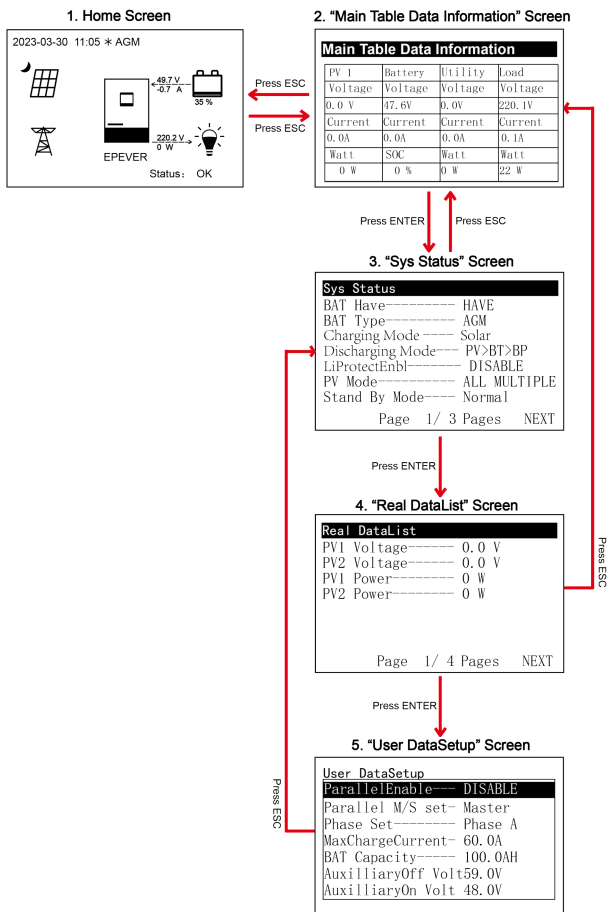 1. Home Screen
2023-03-30 11:05 ＊ AGM
49.7 V
-0.7 A
35 %
220.2 V
0 W
EPEVER
Status： OK
Press ESC
Press ESC
2. "Main Table Data Information" Screen
Main Table Data Information
PV 1 Battery Utility Load
Voltage Voltage Voltage Voltage
0.0 V 47.6V 0.0V 220.1V
Current Current Current Current
0.0A 0.0A 0.0A 0.1A
Watt SOC Watt Watt
0 W 0 % 0 W 22 W
Press ENTER Press ESC
3. "Sys Status" Screen
Sys Status
BAT Have--------- HAVE
BAT Type--------- AGM
Charging Mode ---- Solar
Discharging Mode--- PV>BT>BP
LiProtectEnbl------- DISABLE
PV Mode---------- ALL MULTIPLE
Stand By Mode---- Normal
Page 1/ 3 Pages NEXT
Press ENTER
4. "Real DataList" Screen
Real DataList
PV1 Voltage------ 0.0 V
PV2 Voltage------ 0.0 V
PV1 Power-------- 0 W
PV2 Power-------- 0 W
Page 1/ 4 Pages NEXT
Press ESC
Press ENTER
5. "User DataSetup" Screen
User DataSetup
ParallelEnable--- DISABLE
Parallel M/S set- Master
Phase Set-------- Phase A
MaxChargeCurrent- 60.0A
BAT Capacity----- 100.0AH
AuxilliaryOff Volt59.0V
AuxilliaryOn Volt 48.0V
Press ESC